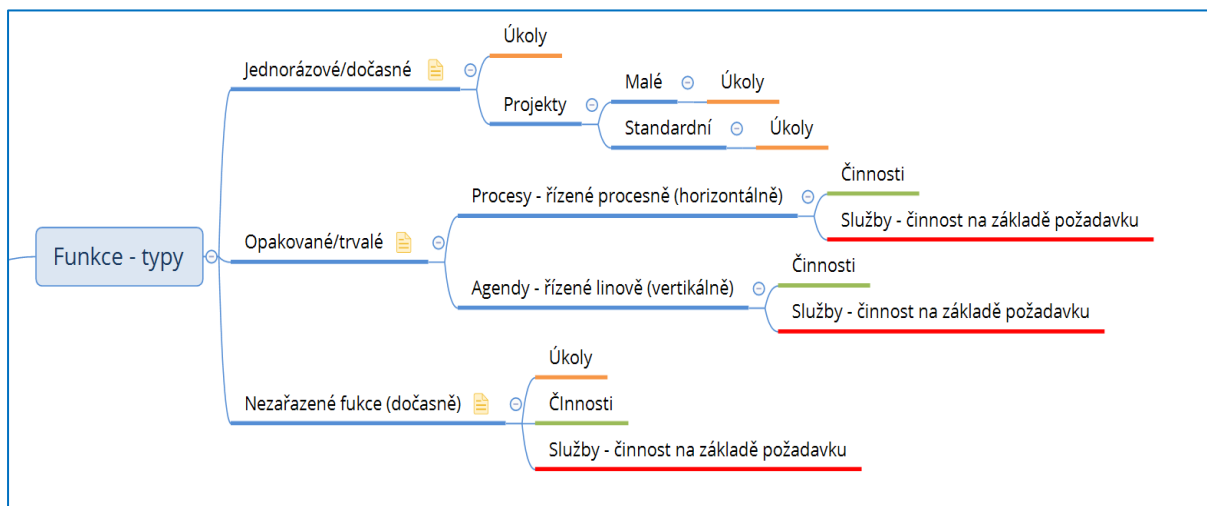 Funkce - typy
Jednorázové/dočasné
Úkoly
Projekty
Malé
Úkoly
Standardní
Úkoly
Opakované/trvalé
Procesy - řízené procesně (horizontálně)
Činnosti
Služby - činnost na základě požadavku
Agendy - řízené linově (vertikálně)
Činnosti
Služby - činnost na základě požadavku
Nezařazené fukce (dočasně)
Úkoly
ČInnosti
Služby - činnost na základě požadavku